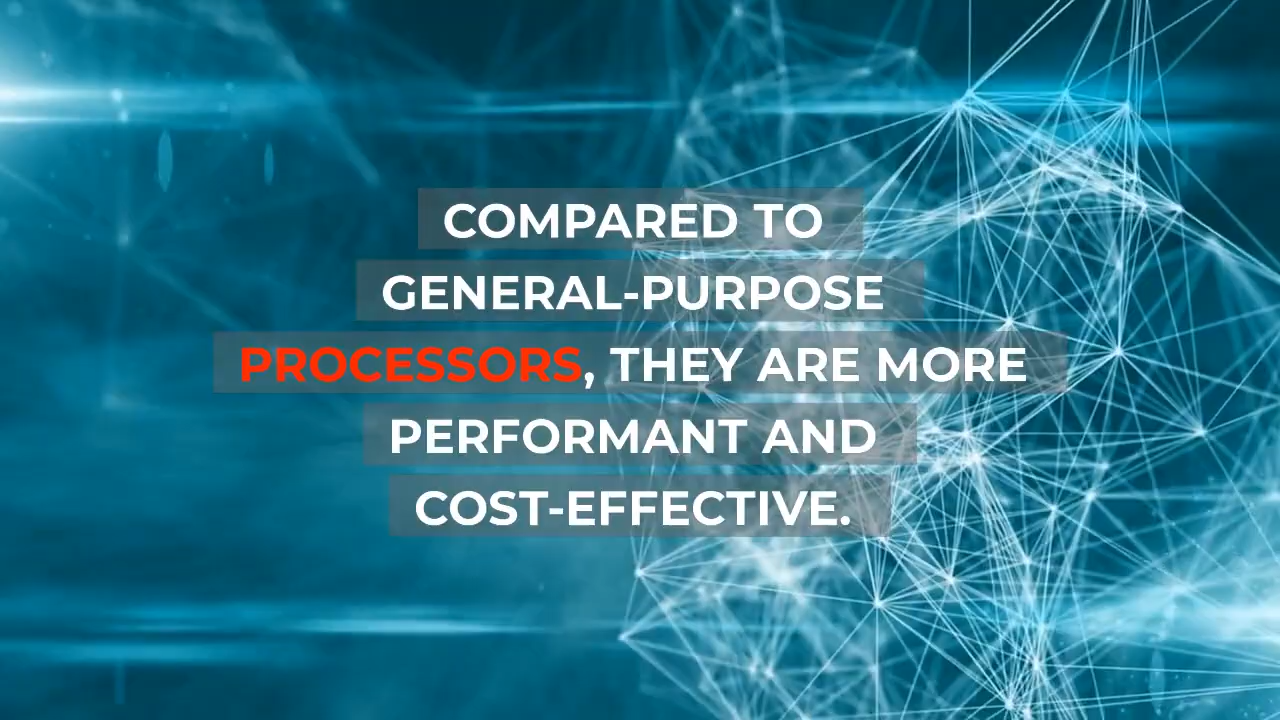 COMPARED TO
GENERAL-PURPOSE
PROCESSORS, THEY ARE MORE
PERFORMANT AND
COST-EFFECTIVE.